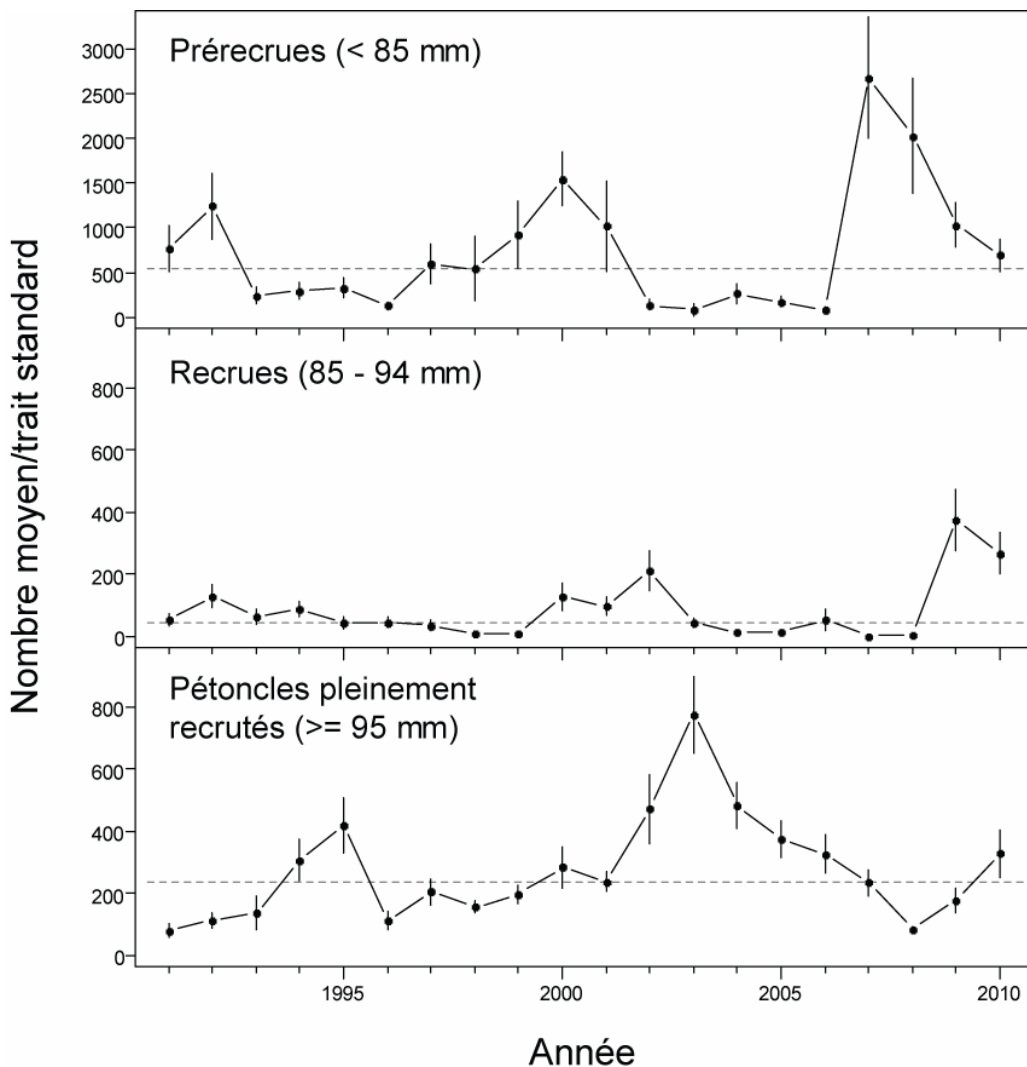 Nombre moyen/trait standard
Prérecrues (< 85 mm)
3000
2500
2000
1500
1000
500
0
Recrues (85 - 94 mm)
800
600
400
200
0
Pétoncles pleinement
recrutés (>= 95 mm)
800
600
400
200
0
1995 2000 2005 2010
Année